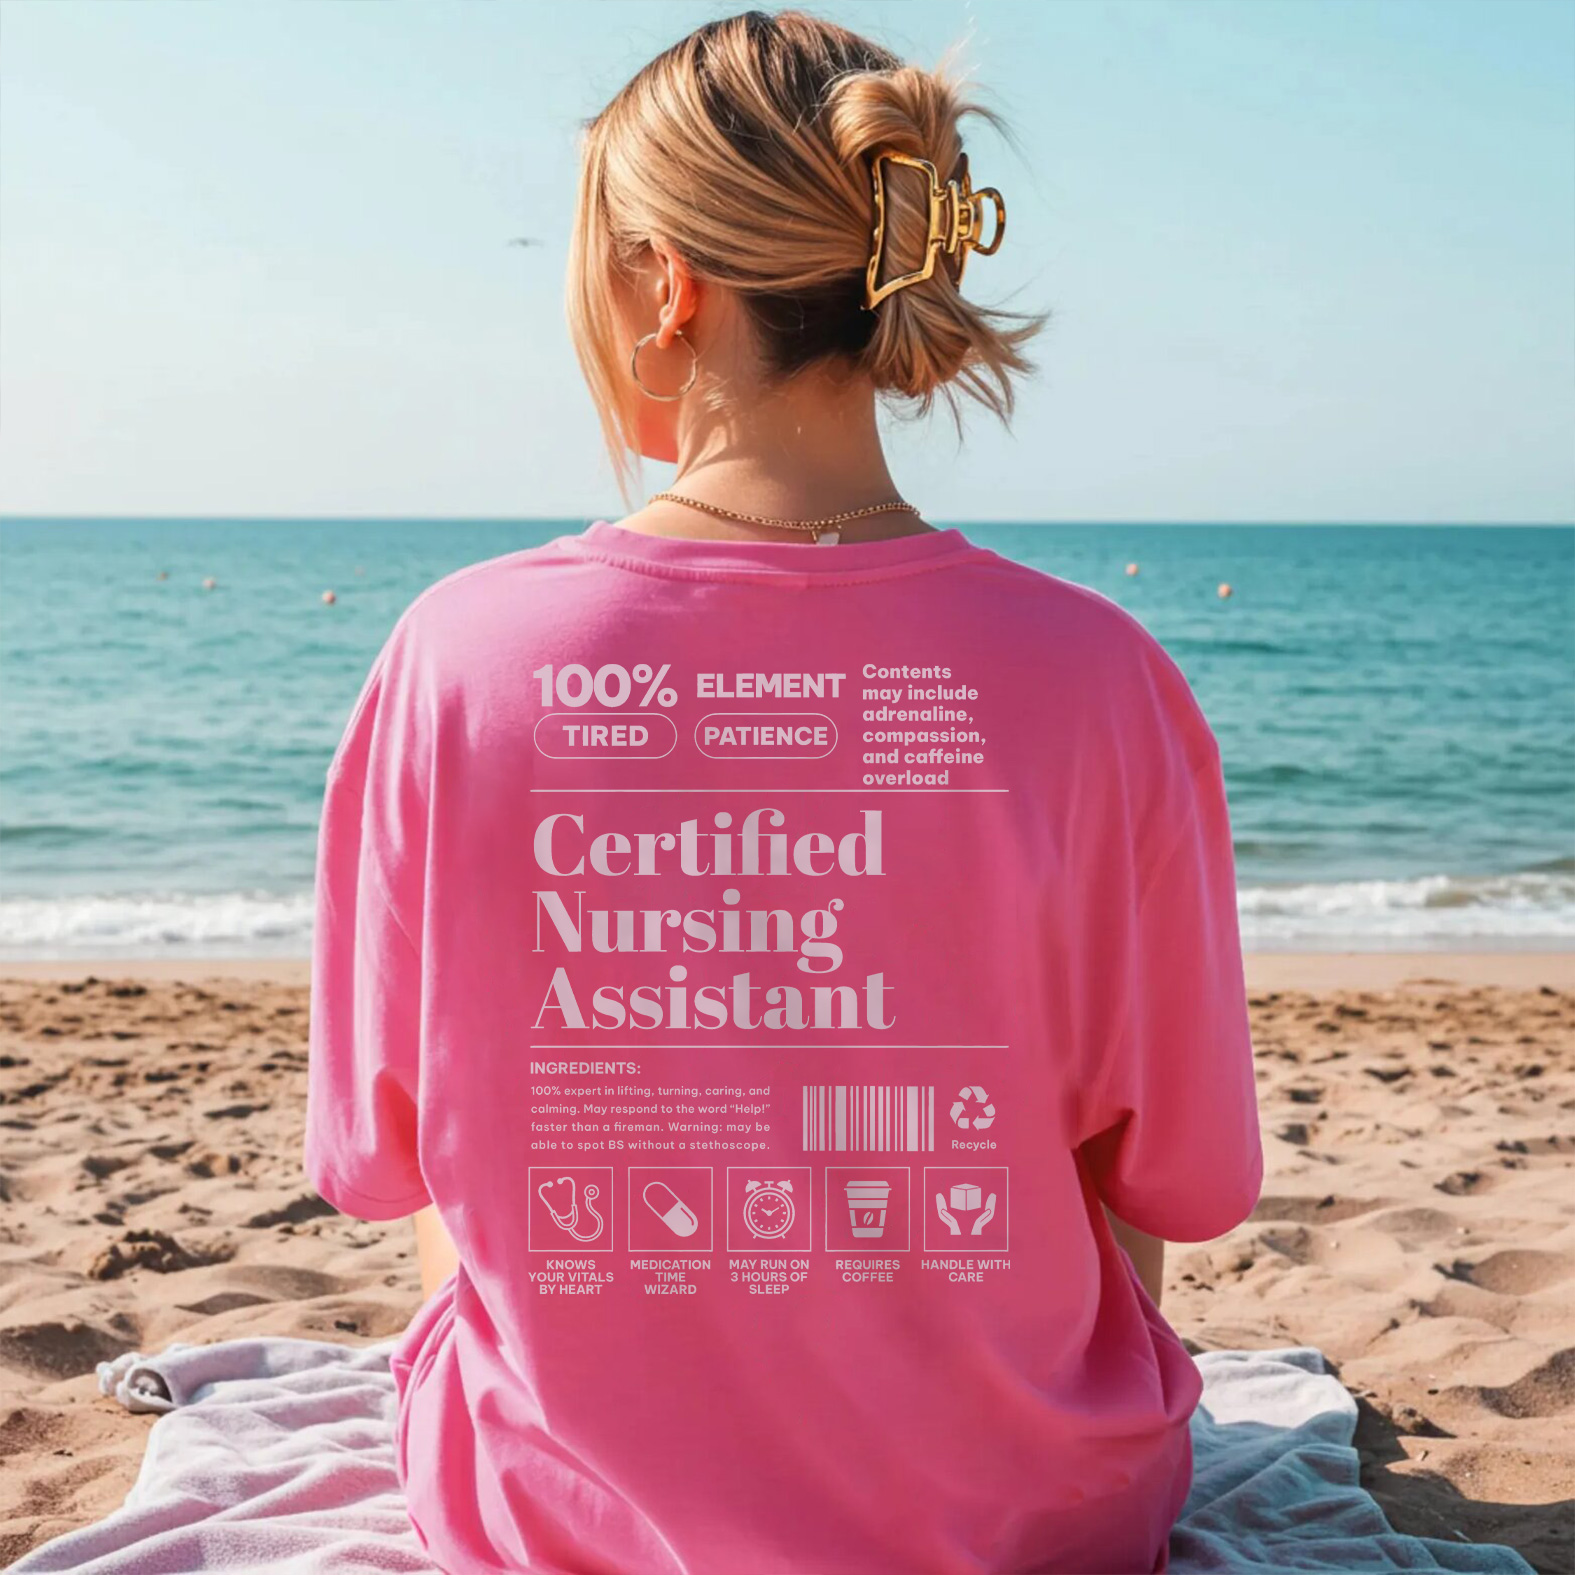 100%
TIRED
ELEMENT
PATIENCE
Contents
may include
adrenaline,
compassion,
and caffeine
overload
Certified
Nursing
Assistant
INGREDIENTS:
100% expert in lifting, turning, caring, and
calming. May respond to the word “Help!”
faster than a fireman. Warning: may be
able to spot BS without a stethoscope.
Recycle
KNOWS
YOUR VITALS
BY HEART
MEDICATION
TIME
WIZARD
MAY RUN ON
3 HOURS OF
SLEEP
REQUIRES
COFFEE
HANDLE WITH
CARE